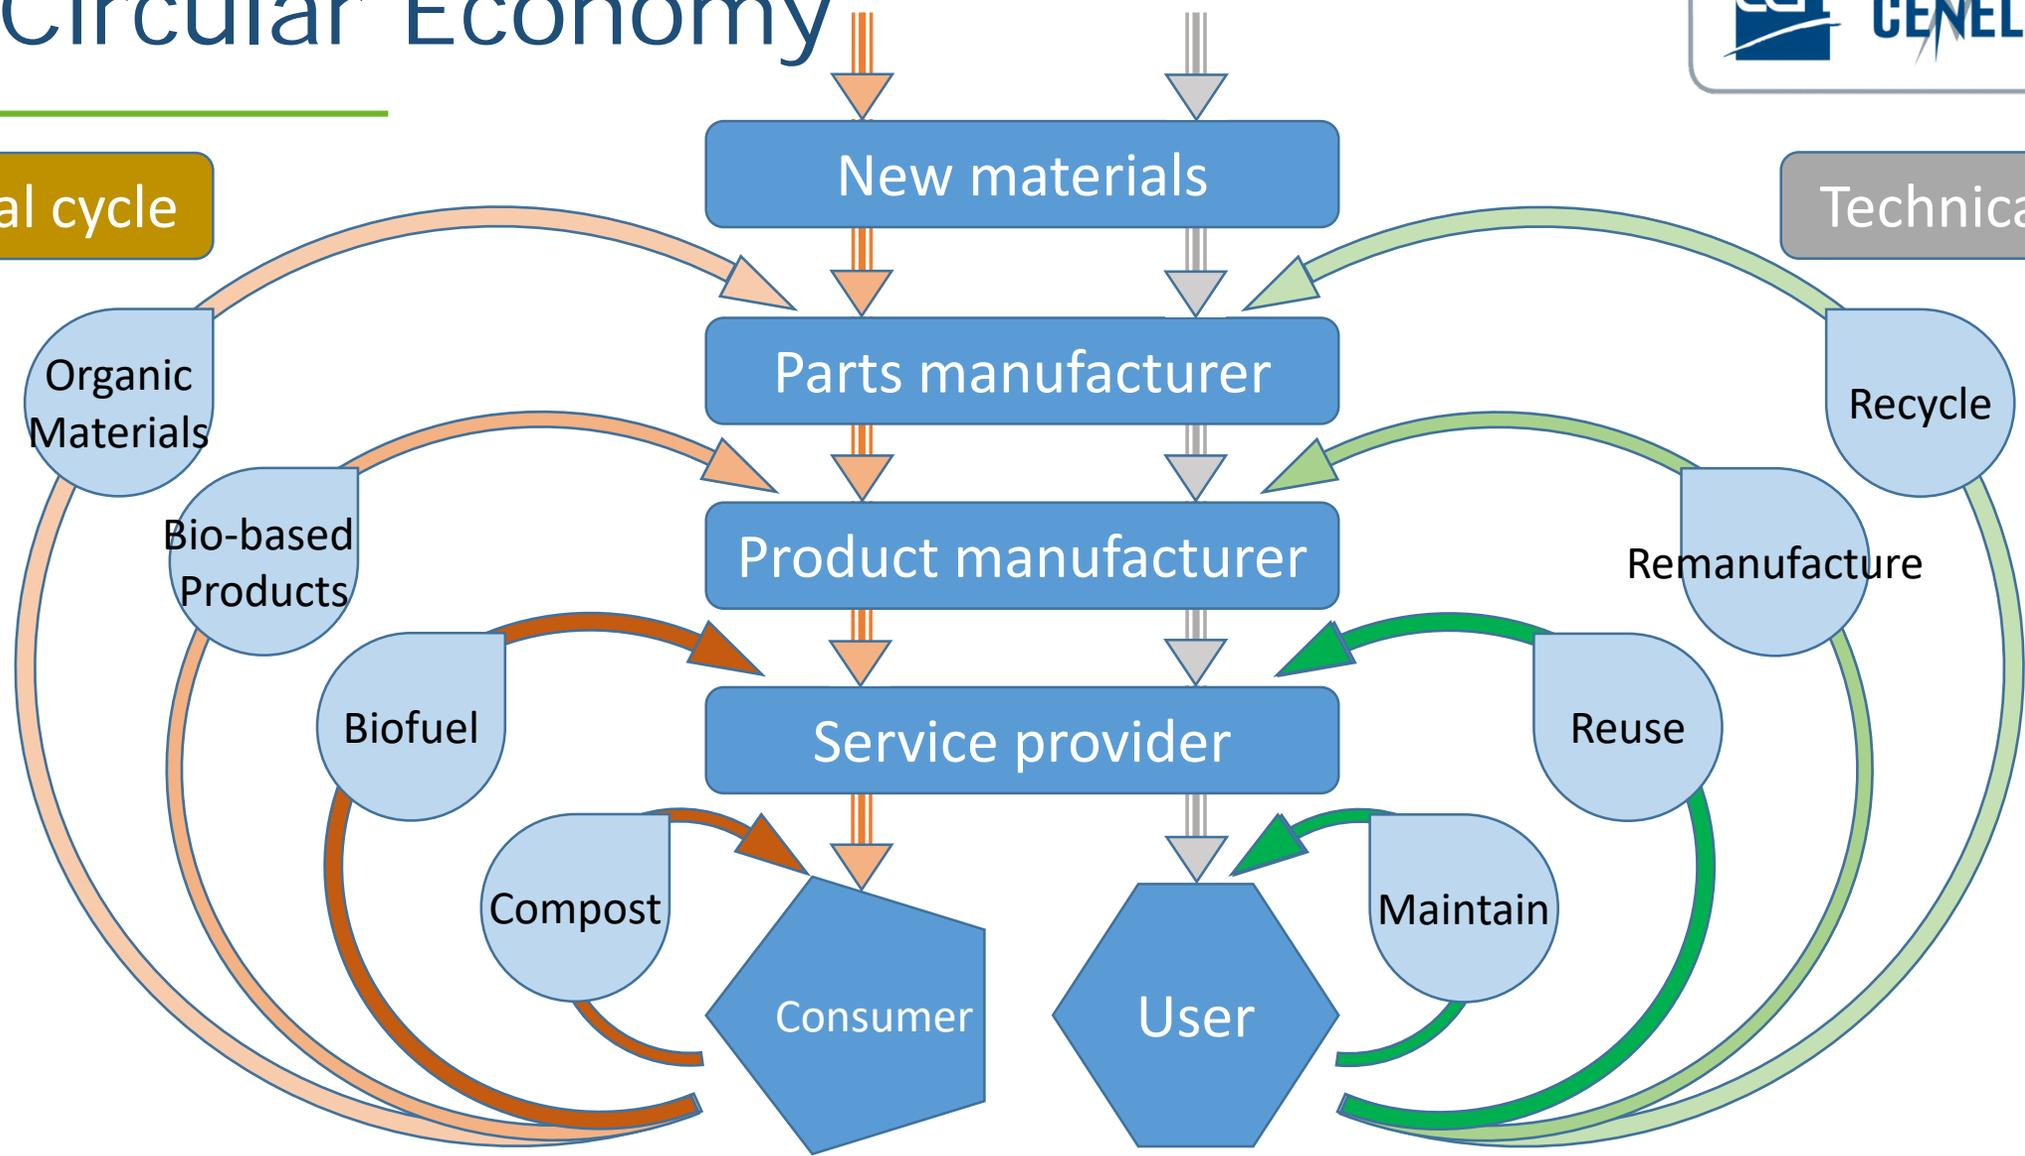 Circular Economy
CENEL
New materials
al cycle
Technica
Parts manufacturer
Organic
Materials
Recycle
Bio-based
Products
Product manufacturer
Remanufacture
Biofuel
Service provider
Reuse
Compost
Maintain
Consumer
User